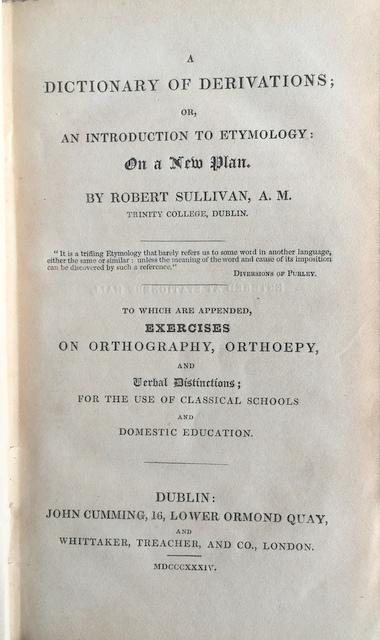 A
DICTIONARY OF DERIVATIONS;
OR,
AN INTRODUCTION TO ETYMOLOGY:
On a New Plan.
BY ROBERT SULLIVAN, A. M.
TRINITY COLLEGE, DUBLIN.
"It is a trifling Etymology that barely refers us to some word in another language,
either the same or similar: unless the meaning of the word and cause of its imposition
can be discovered by such a reference."
DIVERSIONS OF PURLEY.
TO WHICH ARE APPENDED,
EXERCISES
ON ORTHOGRAPHY, ORTHOEPY,
AND
Verbal Distinctions;
FOR THE USE OF CLASSICAL SCHOOLS
AND
DOMESTIC EDUCATION.
DUBLIN:
JOHN CUMMING, 16, LOWER ORMOND QUAY,
AND
WHITTAKER, TREACHER, AND CO., LONDON.
MDCCCXXXIV.